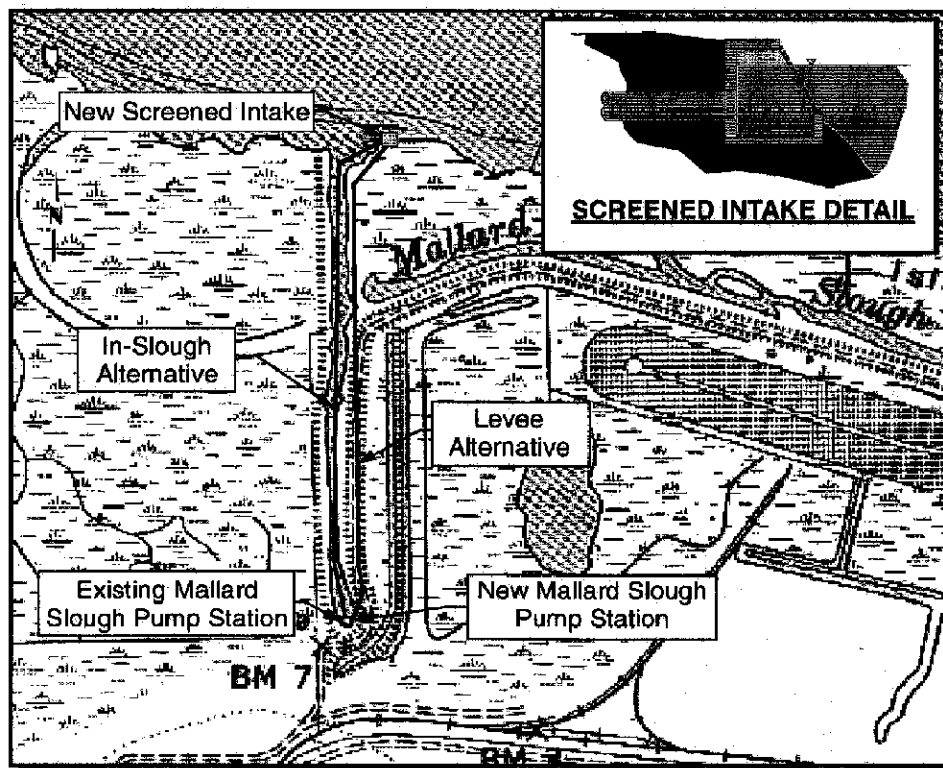 New Screened Intake
N
SCREENED INTAKE DETAIL
Mallard
Isl
Slough
In-Slough
Alternative
Levee
Alternative
Existing Mallard
Slough Pump Station
New Mallard Slough
Pump Station
BM 7